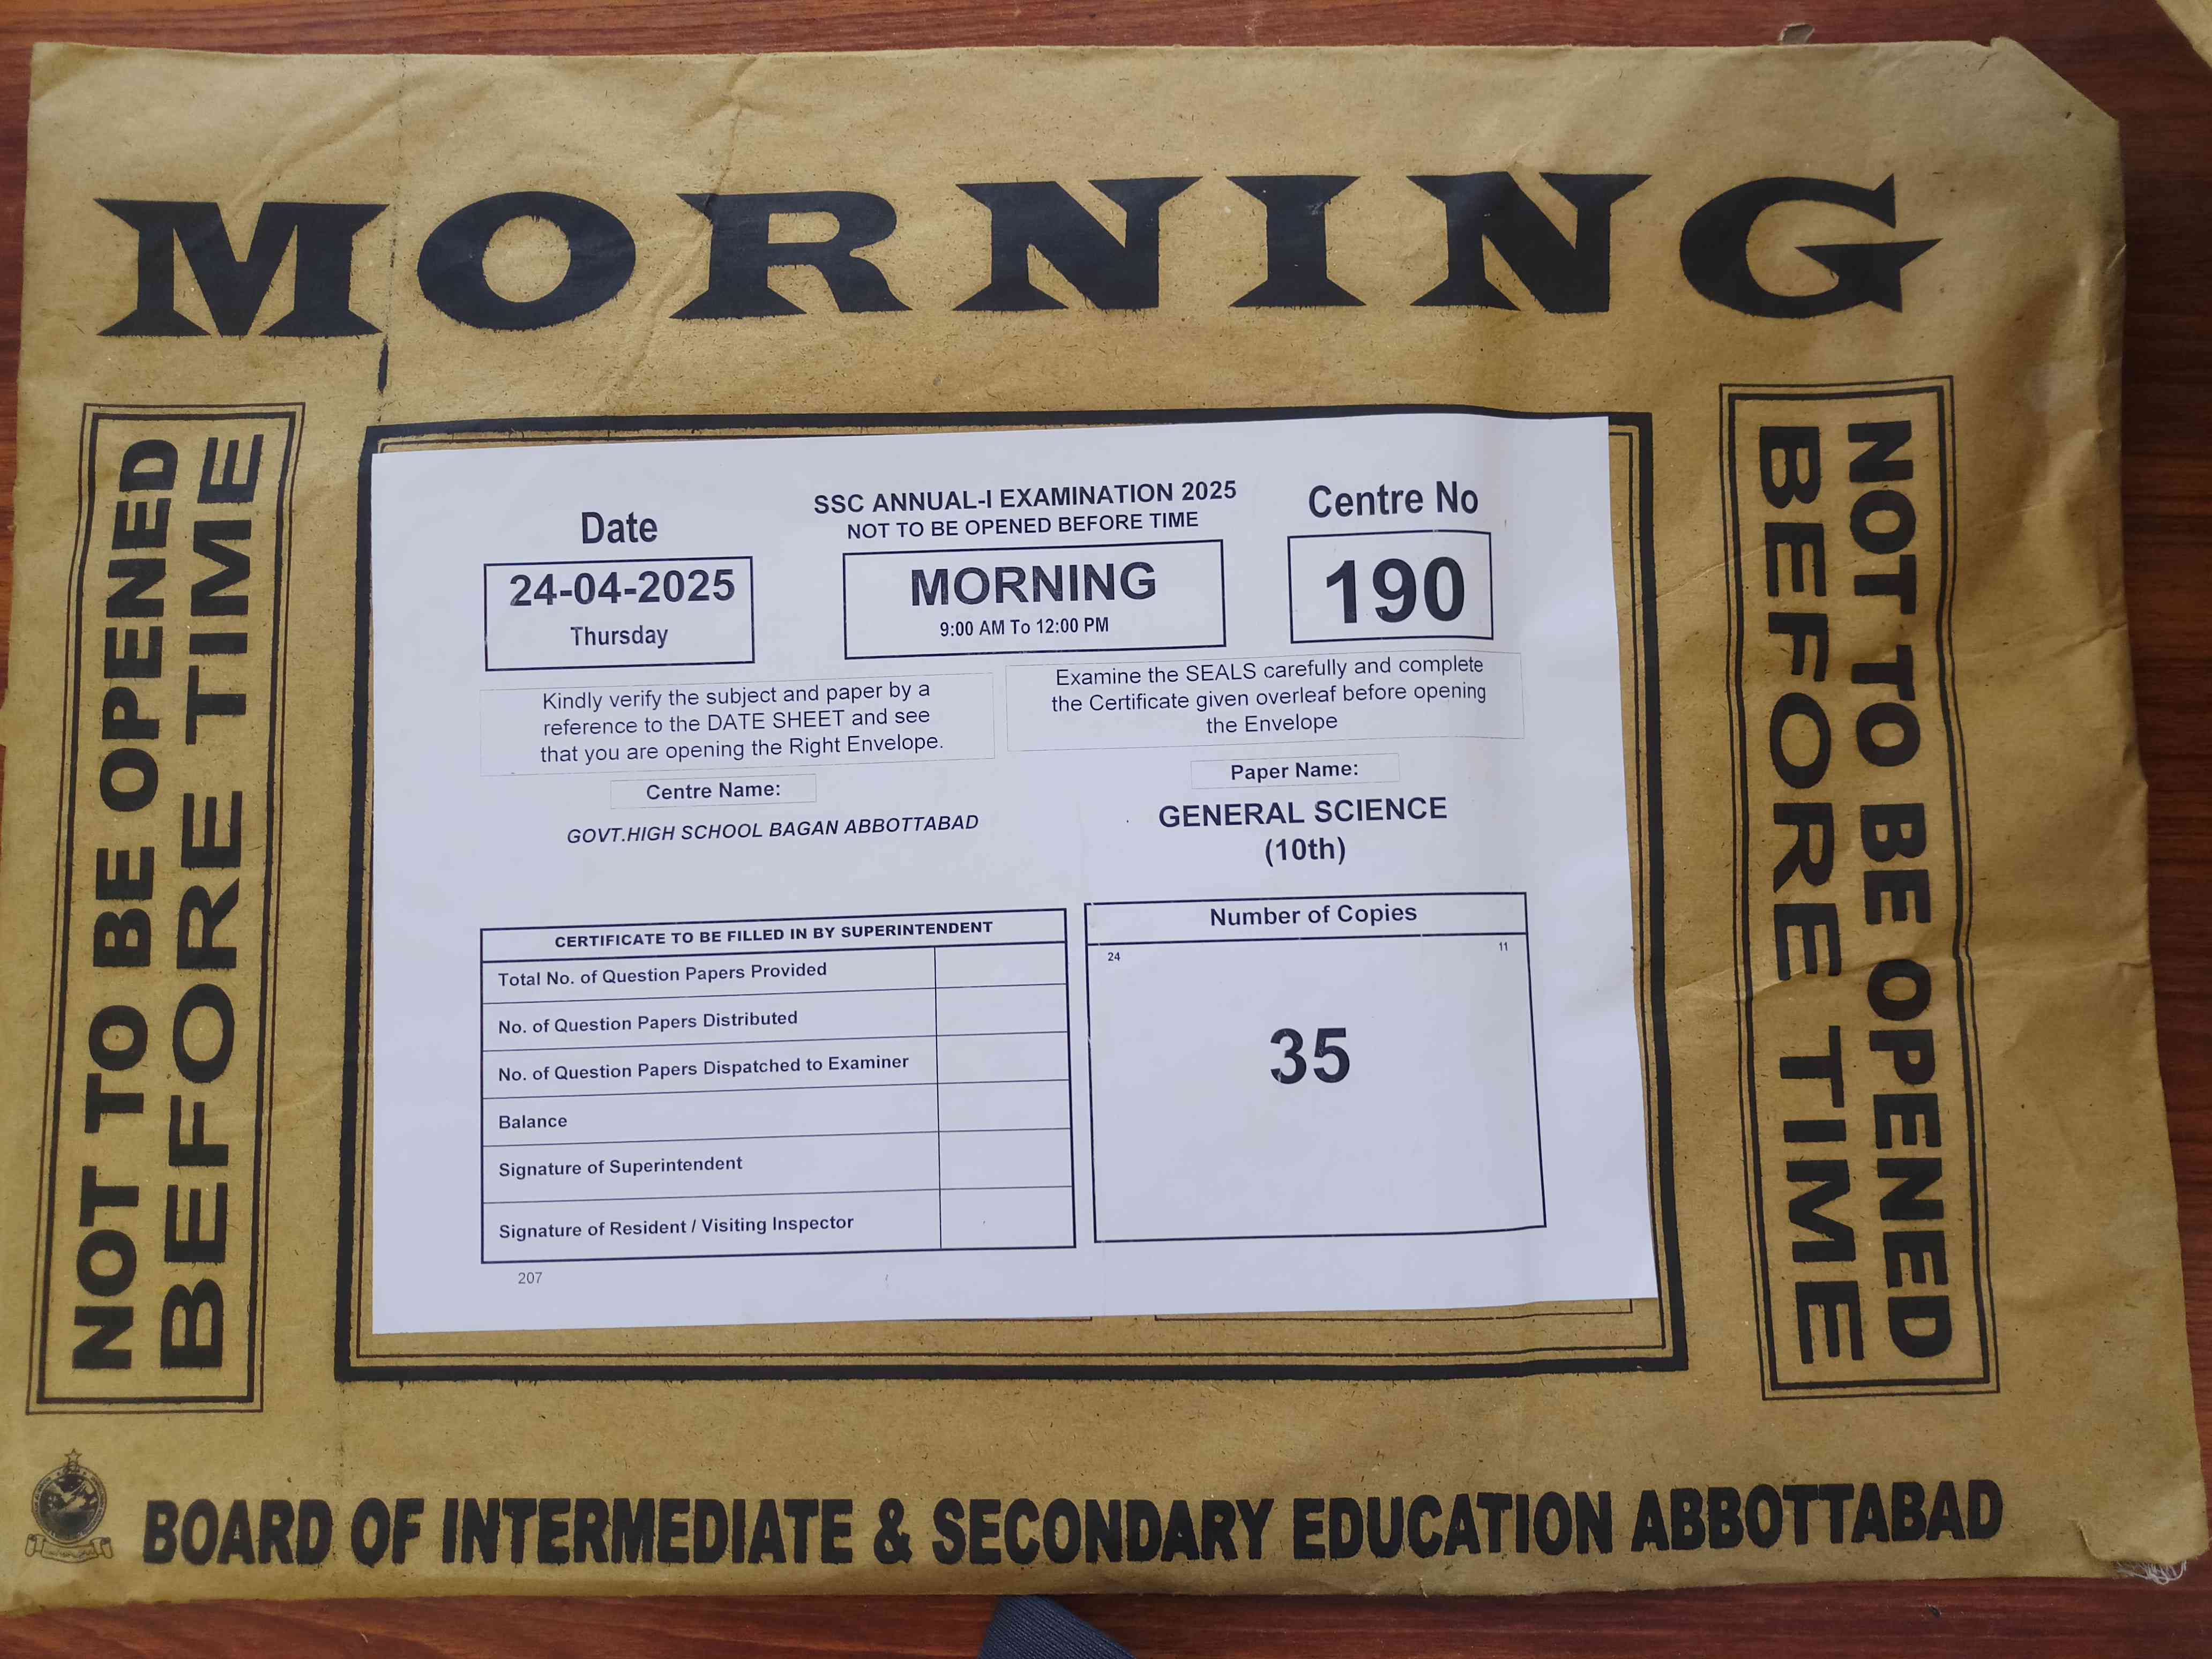 MORNING
NOT TO BE OPENED
BEFORE TIME
Date
24-04-2025
Thursday
SSC ANNUAL-I EXAMINATION 2025
NOT TO BE OPENED BEFORE TIME
MORNING
9:00 AM To 12:00 PM
Centre No
190
Kindly verify the subject and paper by a
reference to the DATE SHEET and see
that you are opening the Right Envelope.
Examine the SEALS carefully and complete
the Certificate given overleaf before opening
the Envelope
Centre Name:
GOVT.HIGH SCHOOL BAGAN ABBOTTABAD
Paper Name:
GENERAL SCIENCE
(10th)
CERTIFICATE TO BE FILLED IN BY SUPERINTENDENT
Total No. of Question Papers Provided
No. of Question Papers Distributed
No. of Question Papers Dispatched to Examiner
Balance
Signature of Superintendent
Signature of Resident / Visiting Inspector
207
Number of Copies
24 11
35
NOT TO BE OPENED
BEFORE TIME
BOARD OF INTERMEDIATE & SECONDARY EDUCATION ABBOTTABAD